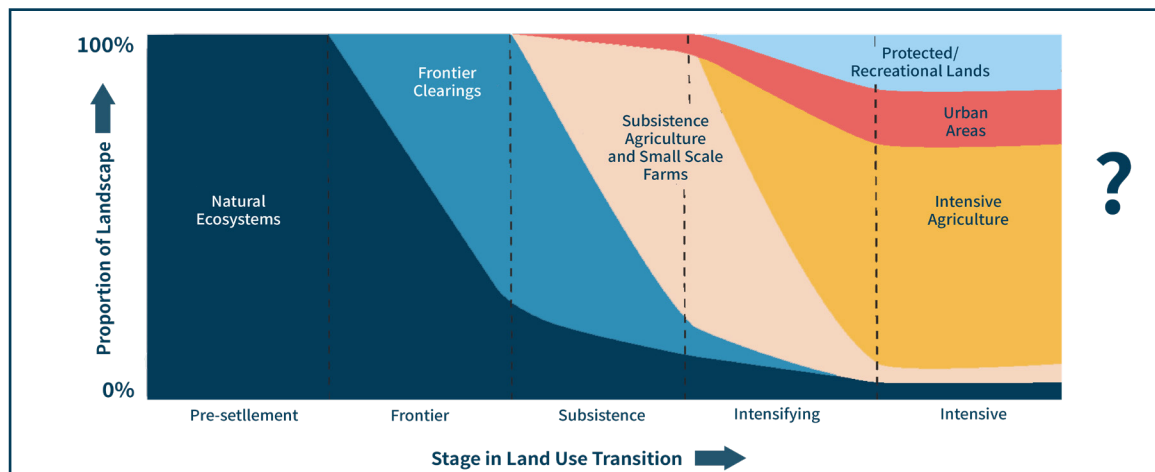 100%
Proportion of Landscape
0%
Natural
Ecosystems
Frontier
Clearings
Subsistence
Agriculture
and Small Scale
Farms
Protected/
Recreational Lands
Urban
Areas
Intensive
Agriculture
?
Pre-setllement
Frontier
Subsistence
Intensifying
Intensive
Stage in Land Use Transition